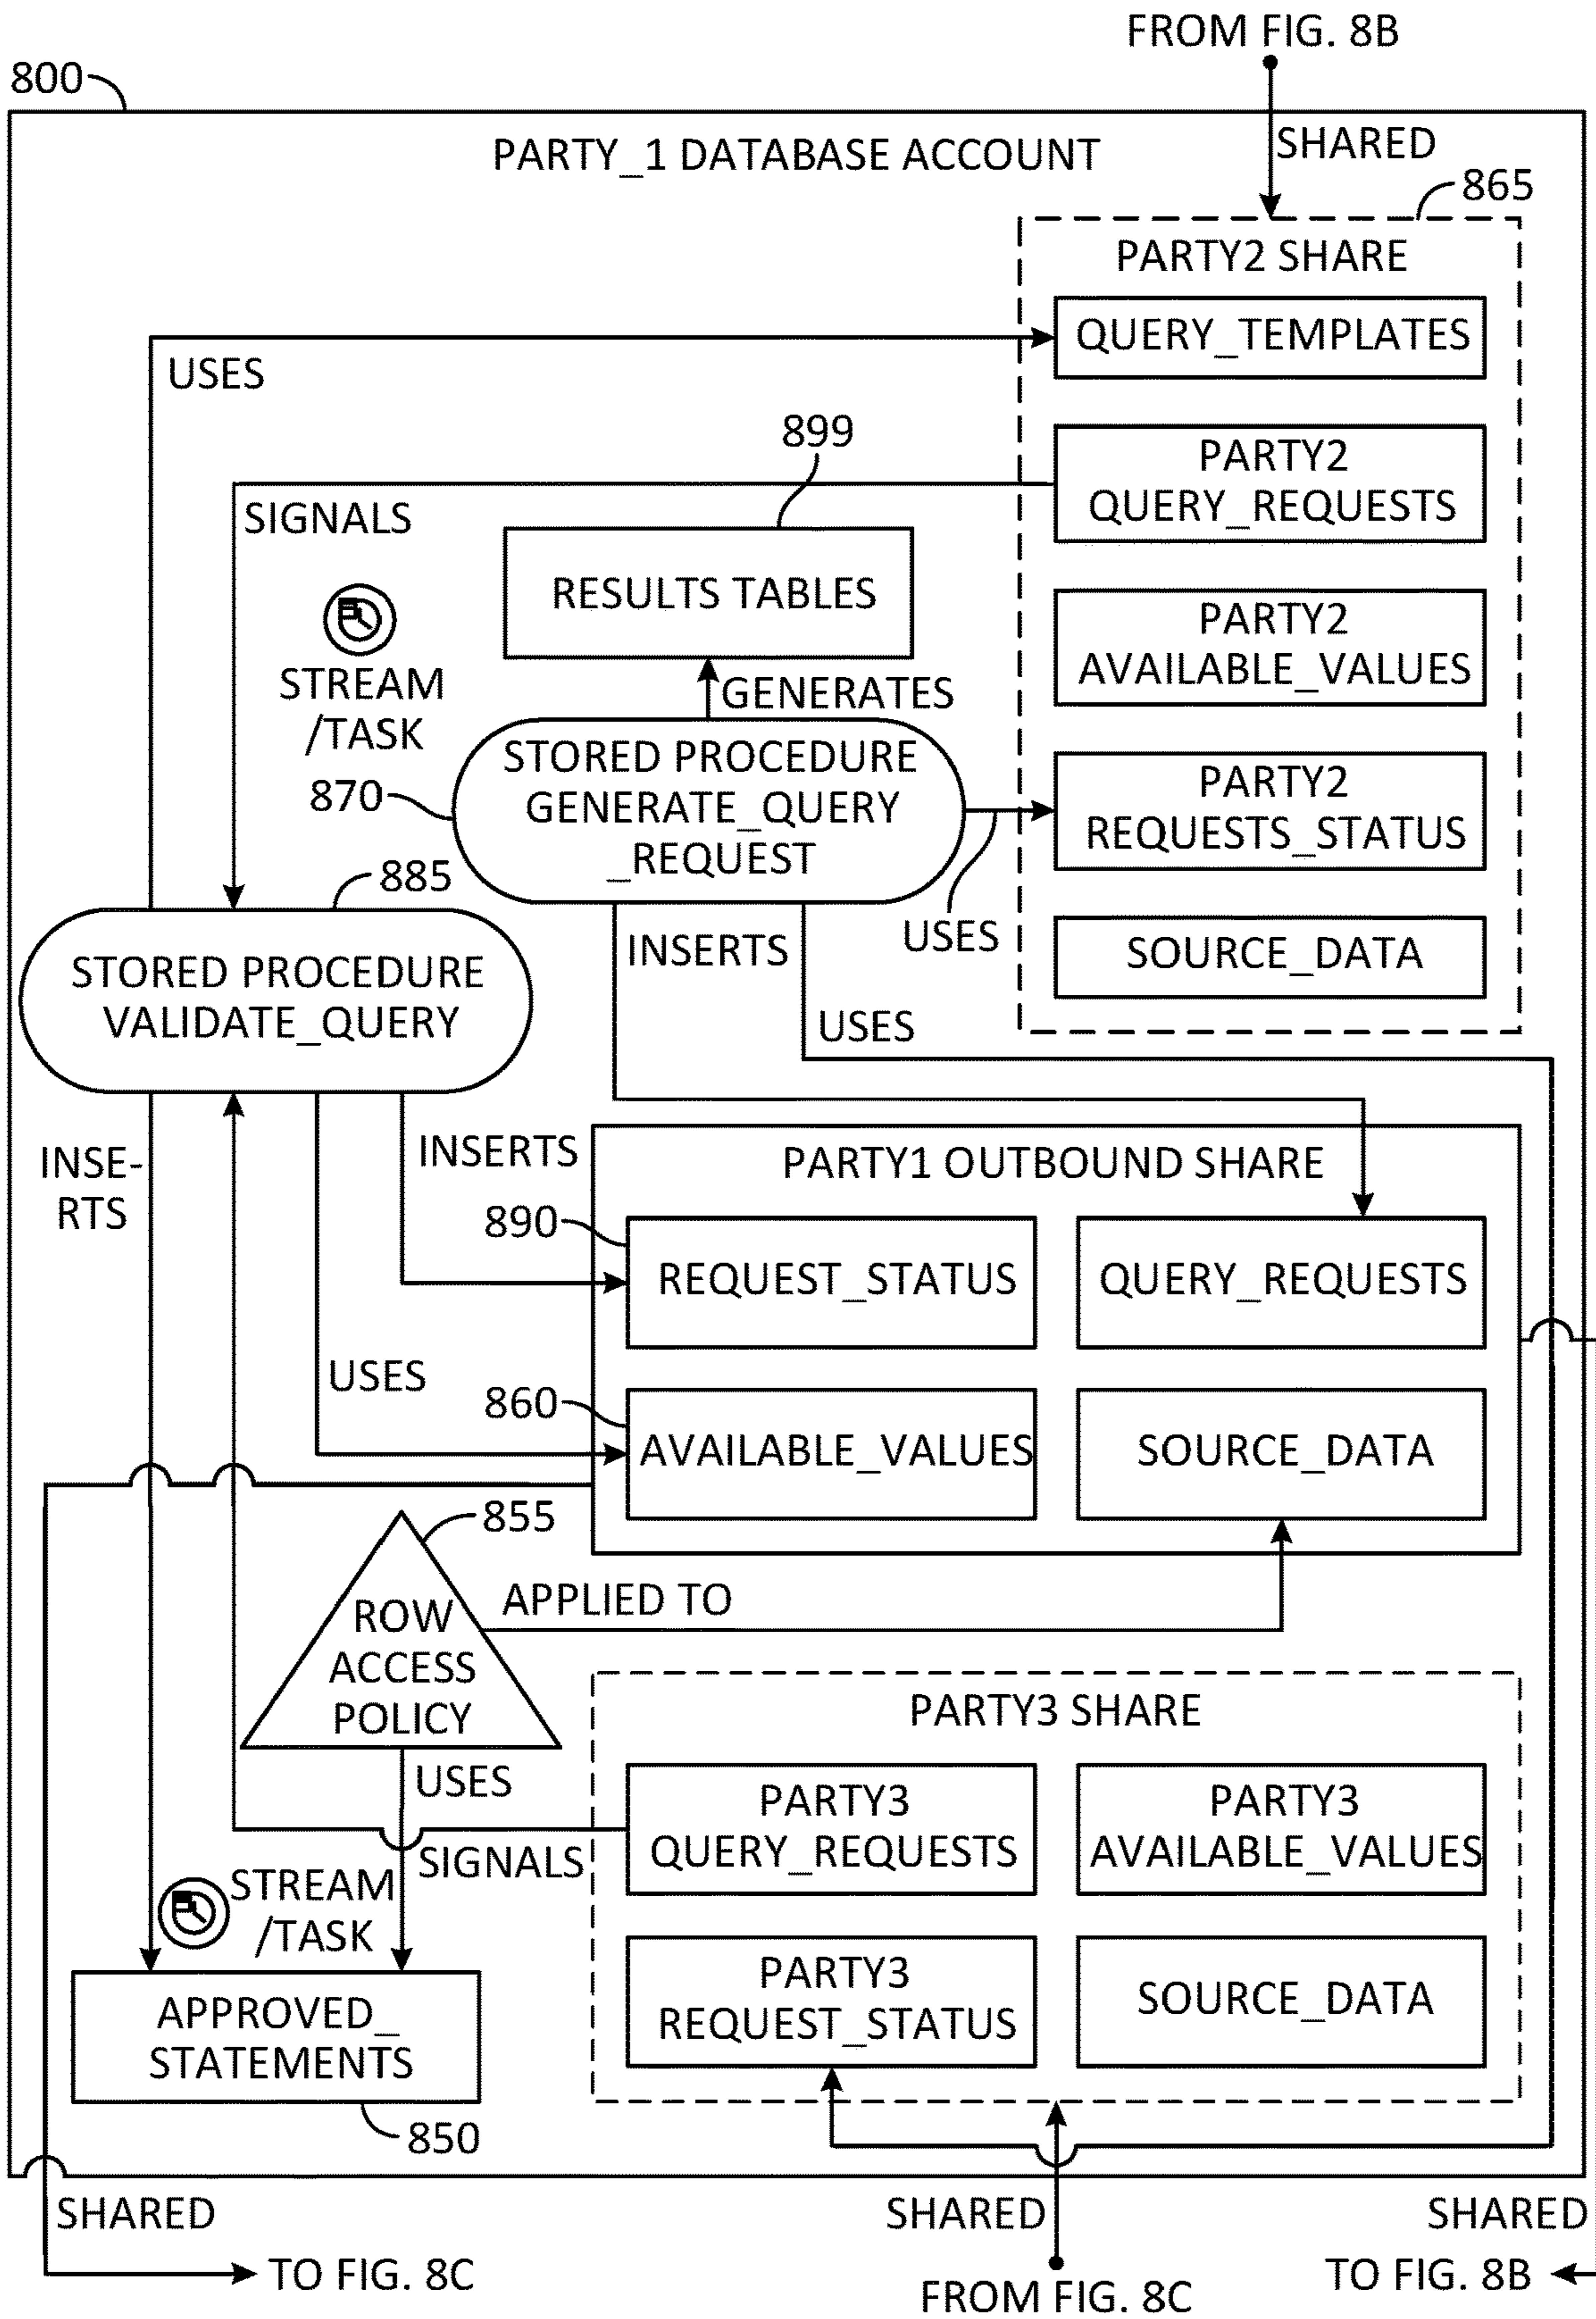 FROM FIG. 8B
800
PARTY_1 DATABASE ACCOUNT
SHARED
865
PARTY2 SHARE
QUERY_TEMPLATES
USES
899
PARTY2
QUERY_REQUESTS
SIGNALS
RESULTS TABLES
PARTY2
AVAILABLE_VALUES
STREAM
/TASK
GENERATES
870
STORED PROCEDURE
GENERATE_QUERY
_REQUEST
PARTY2
REQUESTS_STATUS
885
USES
INSERTS
SOURCE_DATA
STORED PROCEDURE
VALIDATE_QUERY
USES
INSE-
RTS
INSERTS
PARTY1 OUTBOUND SHARE
890
REQUEST_STATUS
QUERY_REQUESTS
USES
860
AVAILABLE_VALUES
SOURCE_DATA
855
ROW
ACCESS
POLICY
APPLIED TO
PARTY3 SHARE
USES
PARTY3
QUERY_REQUESTS
PARTY3
AVAILABLE_VALUES
SIGNALS
STREAM
/TASK
PARTY3
REQUEST_STATUS
SOURCE_DATA
APPROVED_
STATEMENTS
850
SHARED
SHARED
SHARED
TO FIG. 8C
FROM FIG. 8C
TO FIG. 8B